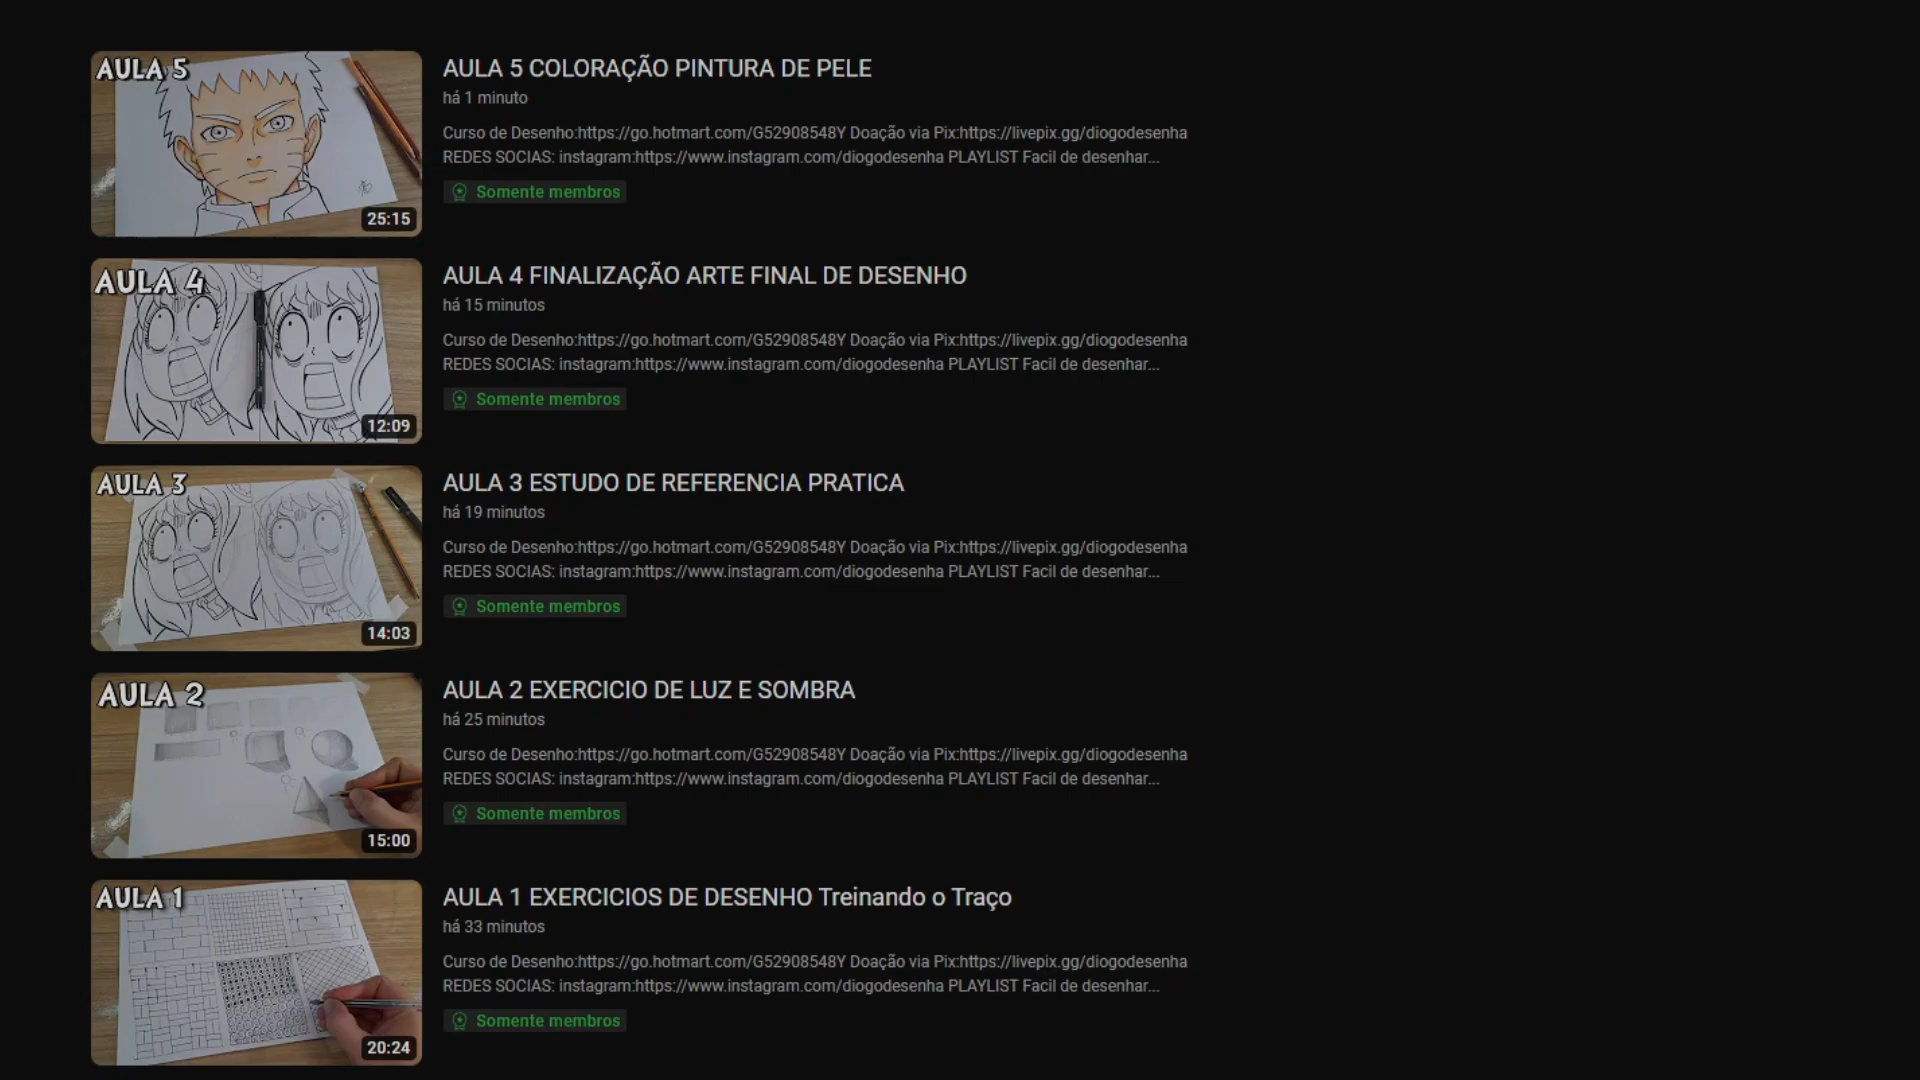 AULA 5
25:15
AULA 5 COLORAÇÃO PINTURA DE PELE
há 1 minuto
Curso de Desenho:https://go.hotmart.com/G52908548Y Doação via Pix:https://livepix.gg/diogodesenha
REDES SOCIAS: instagram:https://www.instagram.com/diogodesenha PLAYLIST Facil de desenhar...
Somente membros
AULA 4
12:09
AULA 4 FINALIZAÇÃO ARTE FINAL DE DESENHO
há 15 minutos
Curso de Desenho:https://go.hotmart.com/G52908548Y Doação via Pix:https://livepix.gg/diogodesenha
REDES SOCIAS: instagram:https://www.instagram.com/diogodesenha PLAYLIST Facil de desenhar...
Somente membros
AULA 3
14:03
AULA 3 ESTUDO DE REFERENCIA PRATICA
há 19 minutos
Curso de Desenho:https://go.hotmart.com/G52908548Y Doação via Pix:https://livepix.gg/diogodesenha
REDES SOCIAS: instagram:https://www.instagram.com/diogodesenha PLAYLIST Facil de desenhar...
Somente membros
AULA 2
15:00
AULA 2 EXERCICIO DE LUZ E SOMBRA
há 25 minutos
Curso de Desenho:https://go.hotmart.com/G52908548Y Doação via Pix:https://livepix.gg/diogodesenha
REDES SOCIAS: instagram:https://www.instagram.com/diogodesenha PLAYLIST Facil de desenhar...
Somente membros
AULA 1
20:24
AULA 1 EXERCICIOS DE DESENHO Treinando o Traço
há 33 minutos
Curso de Desenho:https://go.hotmart.com/G52908548Y Doação via Pix:https://livepix.gg/diogodesenha
REDES SOCIAS: instagram:https://www.instagram.com/diogodesenha PLAYLIST Facil de desenhar...
Somente membros